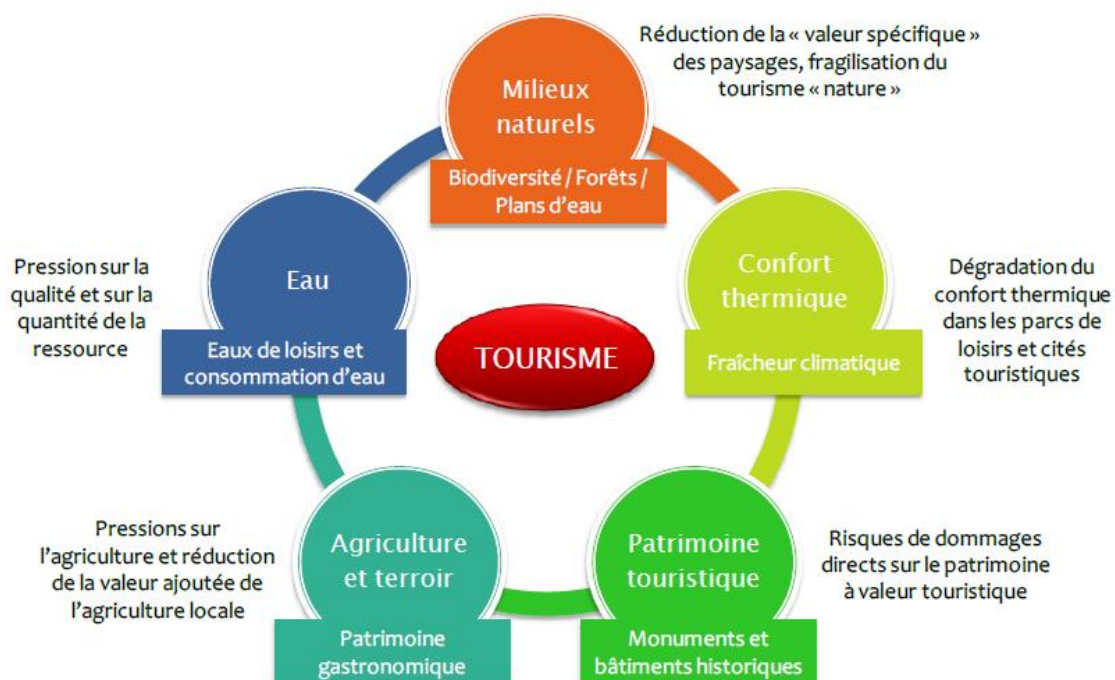 Réduction de la « valeur spécifique »
des paysages, fragilisation du
tourisme « nature »
Milieux
naturels
Biodiversité / Forêts /
Plans d'eau
Confort
thermique
Fraîcheur climatique
Dégradation du
confort thermique
dans les parcs de
loisirs et cités
touristiques
Eau
Eaux de loisirs et
consommation d'eau
Pression sur la
qualité et sur la
quantité de la
ressource
TOURISME
Agriculture
et terroir
Patrimoine
gastronomique
Pressions sur
l'agriculture et réduction
de la valeur ajoutée de
l'agriculture locale
Patrimoine
touristique
Monuments et
bâtiments historiques
Risques de dommages
directs sur le patrimoine
à valeur touristique